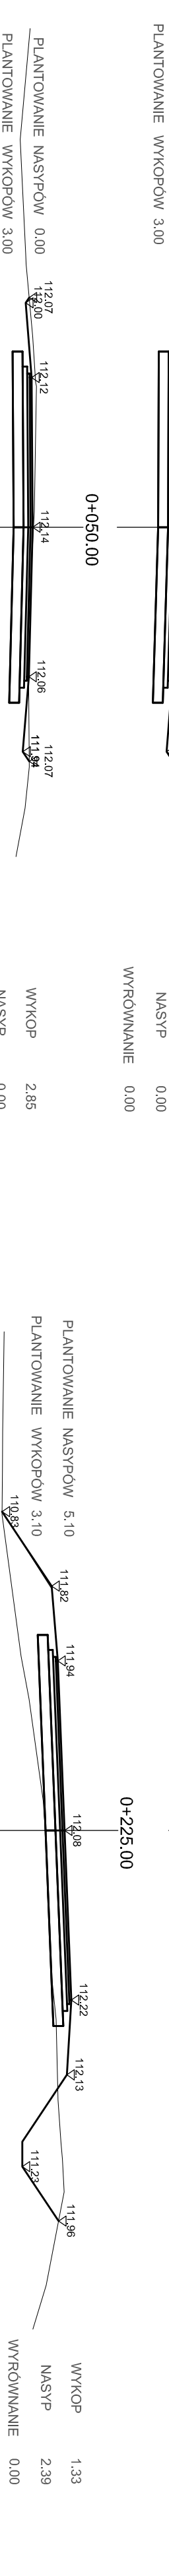 PLANTOWANIE WYKOPÓW 3.00
NASYP 0.00
WYRÓWNANIE 0.00
0+050.00
PLANTOWANIE NASYPÓW 0.00
PLANTOWANIE WYKOPÓW 3.00
112.07
112.00
112.12
112.14
112.06
111.94
112.07
WYKOP 2.85
NASYP 0.00
0+225.00
PLANTOWANIE NASYPÓW 5.10
PLANTOWANIE WYKOPÓW 3.10
110.83
111.82
111.94
112.08
112.22
112.13
111.23
111.96
WYKOP 1.33
NASYP 2.39
WYRÓWNANIE 0.00